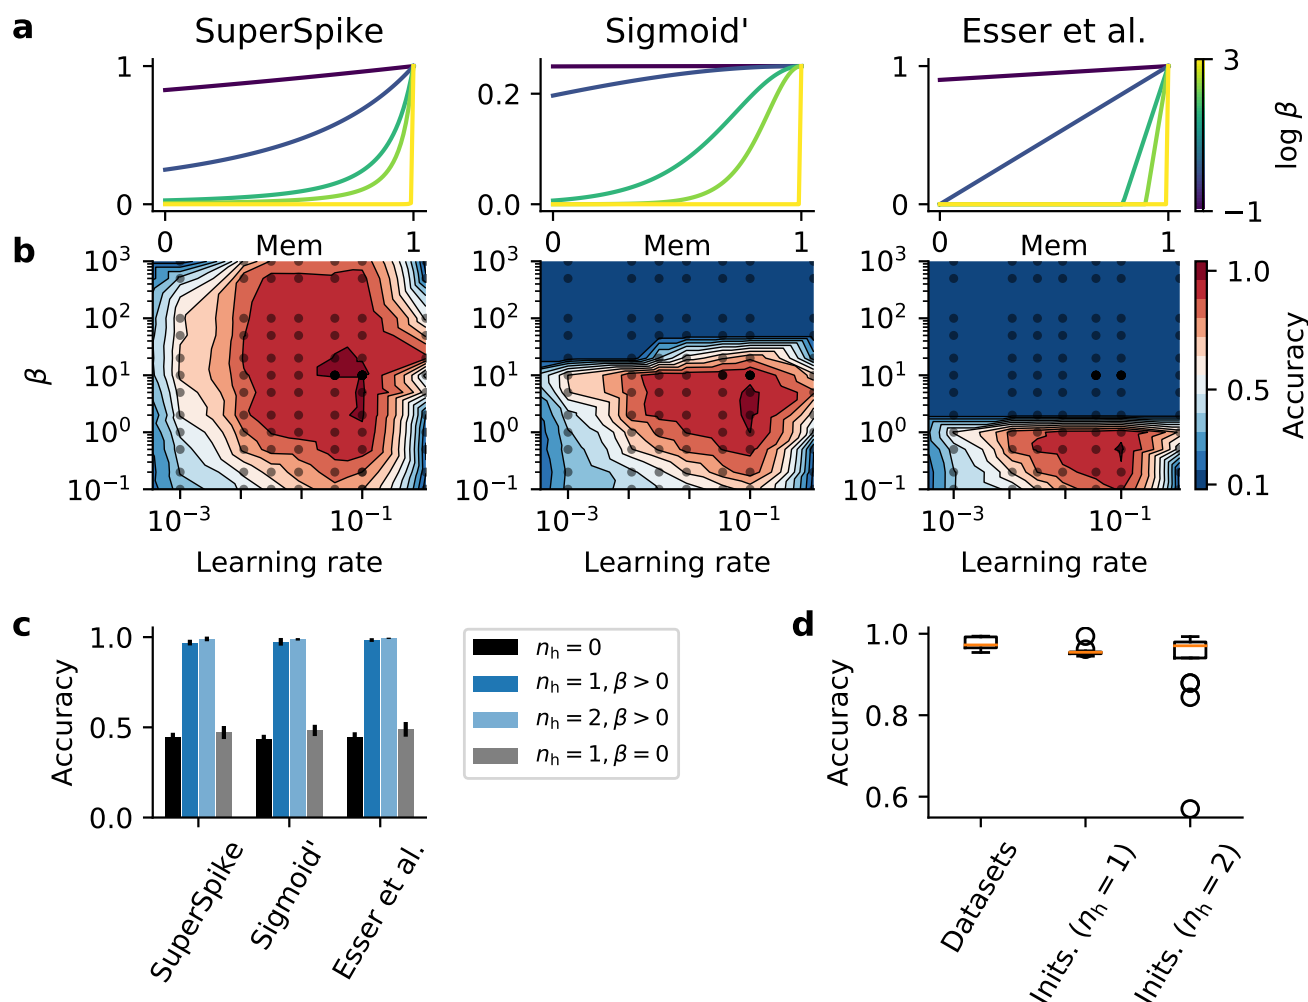 a
SuperSpike
Sigmoid'
Esser et al.
1
0
0.2
0.0
1
0
3
−1
log β
0
Mem
1
0
Mem
1
0
Mem
1
b
10³
10²
10¹
10⁰
10⁻¹
β
10⁻³
10⁻¹
Learning rate
10³
10²
10¹
10⁰
10⁻¹
10⁻³
10⁻¹
Learning rate
10³
10²
10¹
10⁰
10⁻¹
10⁻³
10⁻¹
Learning rate
1.0
0.5
0.1
Accuracy
c
1.0
0.5
0.0
Accuracy
SuperSpike
Sigmoid'
Esser et al.
nₕ = 0
nₕ = 1, β > 0
nₕ = 2, β > 0
nₕ = 1, β = 0
d
1.0
0.8
0.6
Accuracy
Datasets
Inits. (nₕ = 1)
Inits. (nₕ = 2)